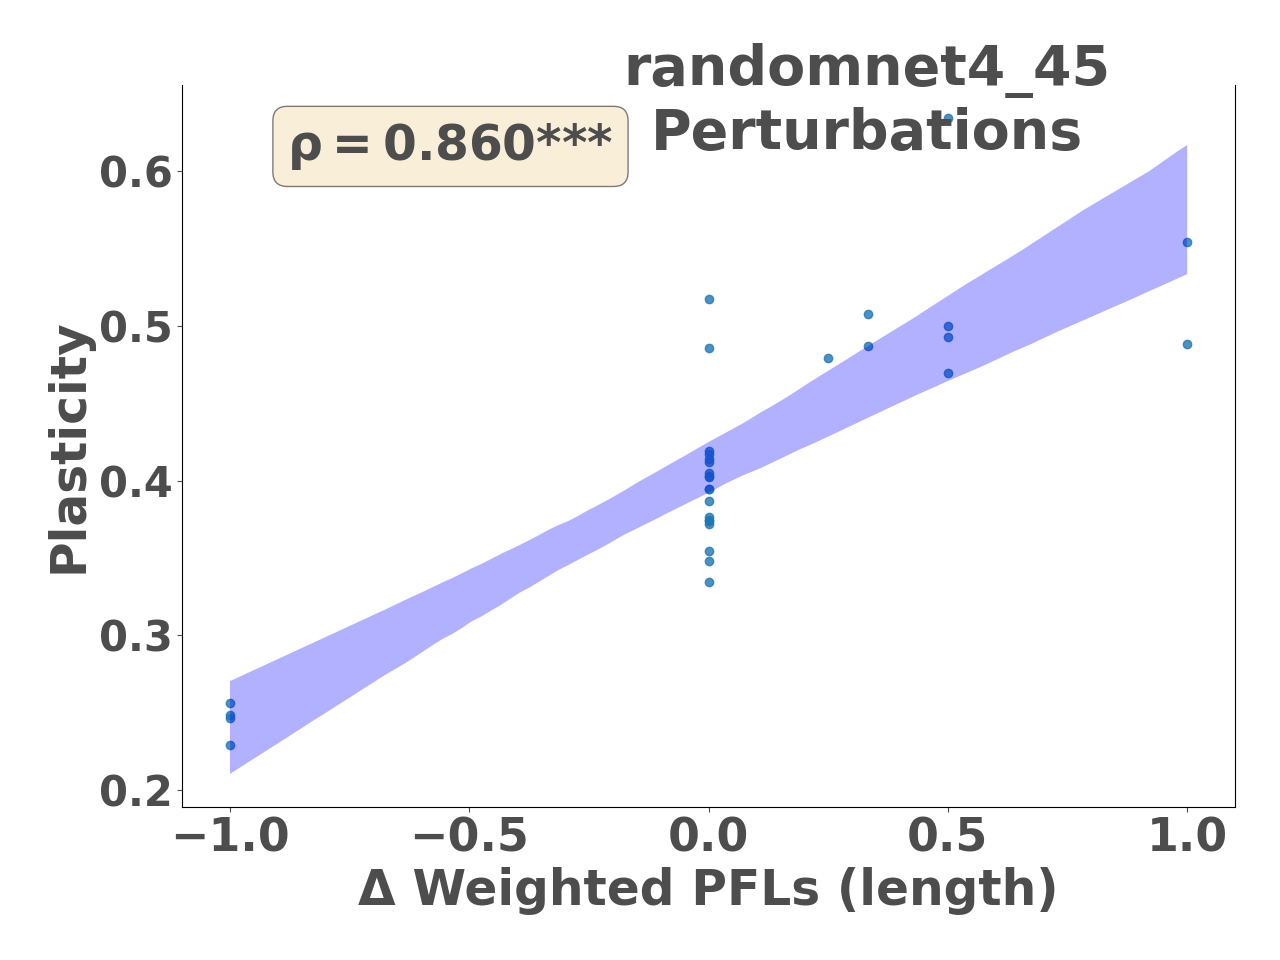 randomnet4_45
Perturbations
ρ = 0.860***
Plasticity
0.6
0.5
0.4
0.3
0.2
−1.0 −0.5 0.0 0.5 1.0
Δ Weighted PFLs (length)